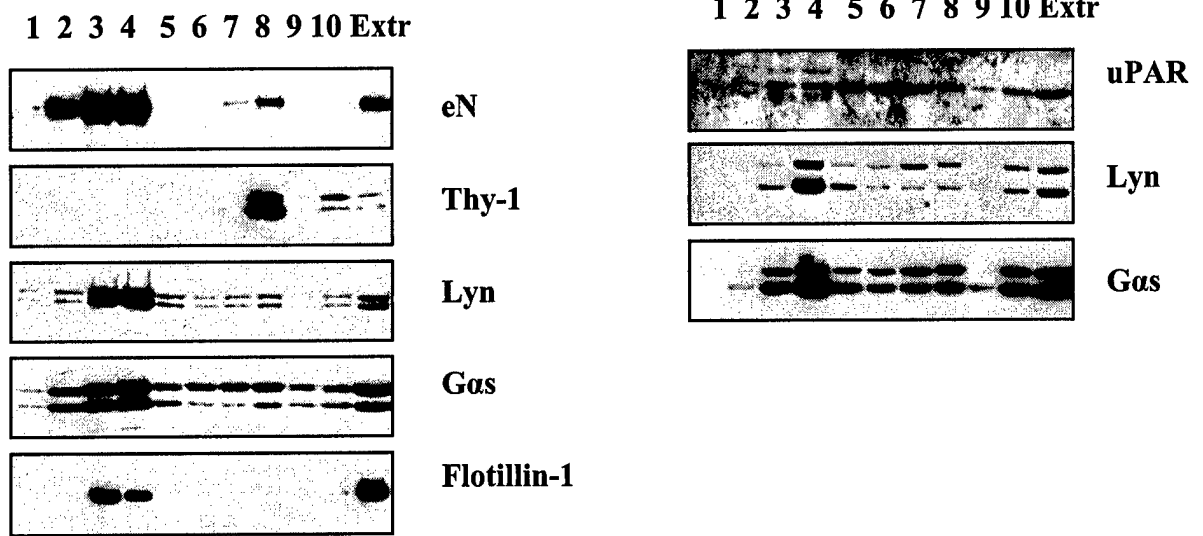 1 2 3 4 5 6 7 8 9 10 Extr
eN
Thy-1
Lyn
Gαs
Flotillin-1
1 2 3 4 5 6 7 8 9 10 Extr
uPAR
Lyn
Gαs